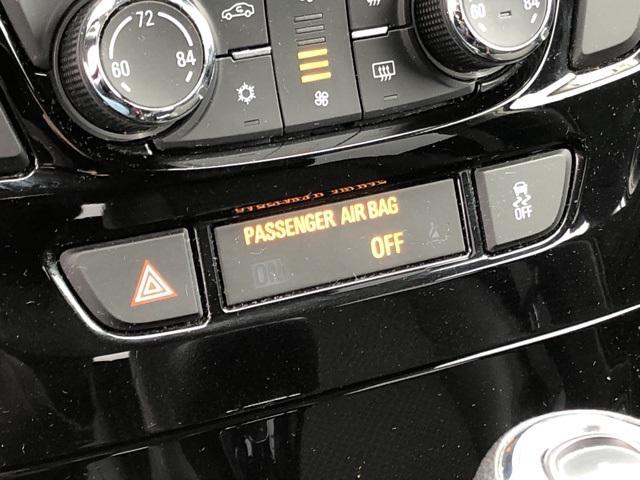 72
60 84
60 84
PASSENGER AIR BAG
ON OFF
OFF